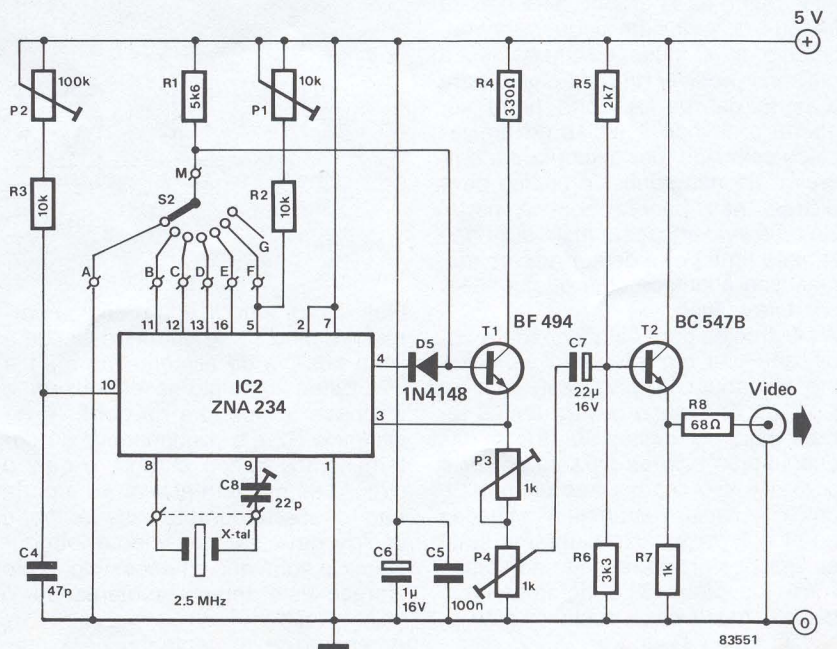 5 V
+
P2
100k
R1
5k6
P1
10k
R4
330Ω
R5
2k7
M
S2
R3
10k
R2
10k
A
B
C
D
E
F
G
11
12
13
16
5
2
7
T1
BF 494
T2
BC 547B
C7
22μ
16V
D5
1N4148
4
10
IC2
ZNA 234
3
R8
68Ω
Video
8
9
1
C8
22p
X-tal
2.5 MHz
P3
1k
P4
1k
C4
47p
C6
1μ
16V
C5
100n
R6
3k3
R7
1k
0
83551